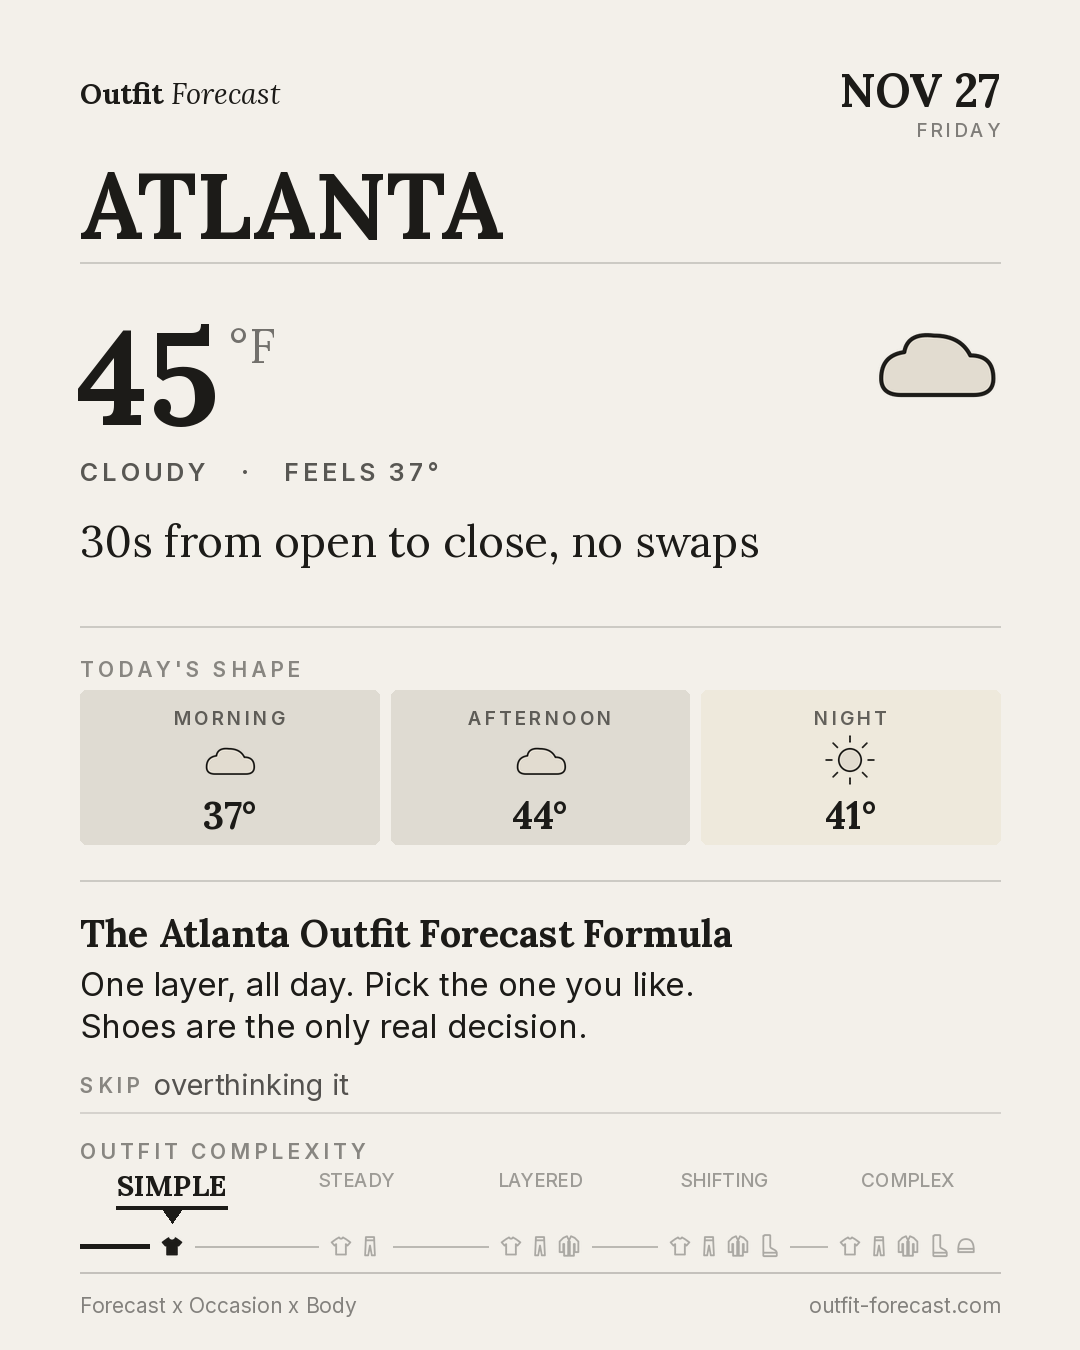 Outfit Forecast
NOV 27
FRIDAY
ATLANTA
45 °F
CLOUDY · FEELS 37°
30s from open to close, no swaps
TODAY'S SHAPE
MORNING
37°
AFTERNOON
44°
NIGHT
41°
The Atlanta Outfit Forecast Formula
One layer, all day. Pick the one you like.
Shoes are the only real decision.
SKIP overthinking it
OUTFIT COMPLEXITY
SIMPLE STEADY LAYERED SHIFTING COMPLEX
Forecast x Occasion x Body
outfit-forecast.com